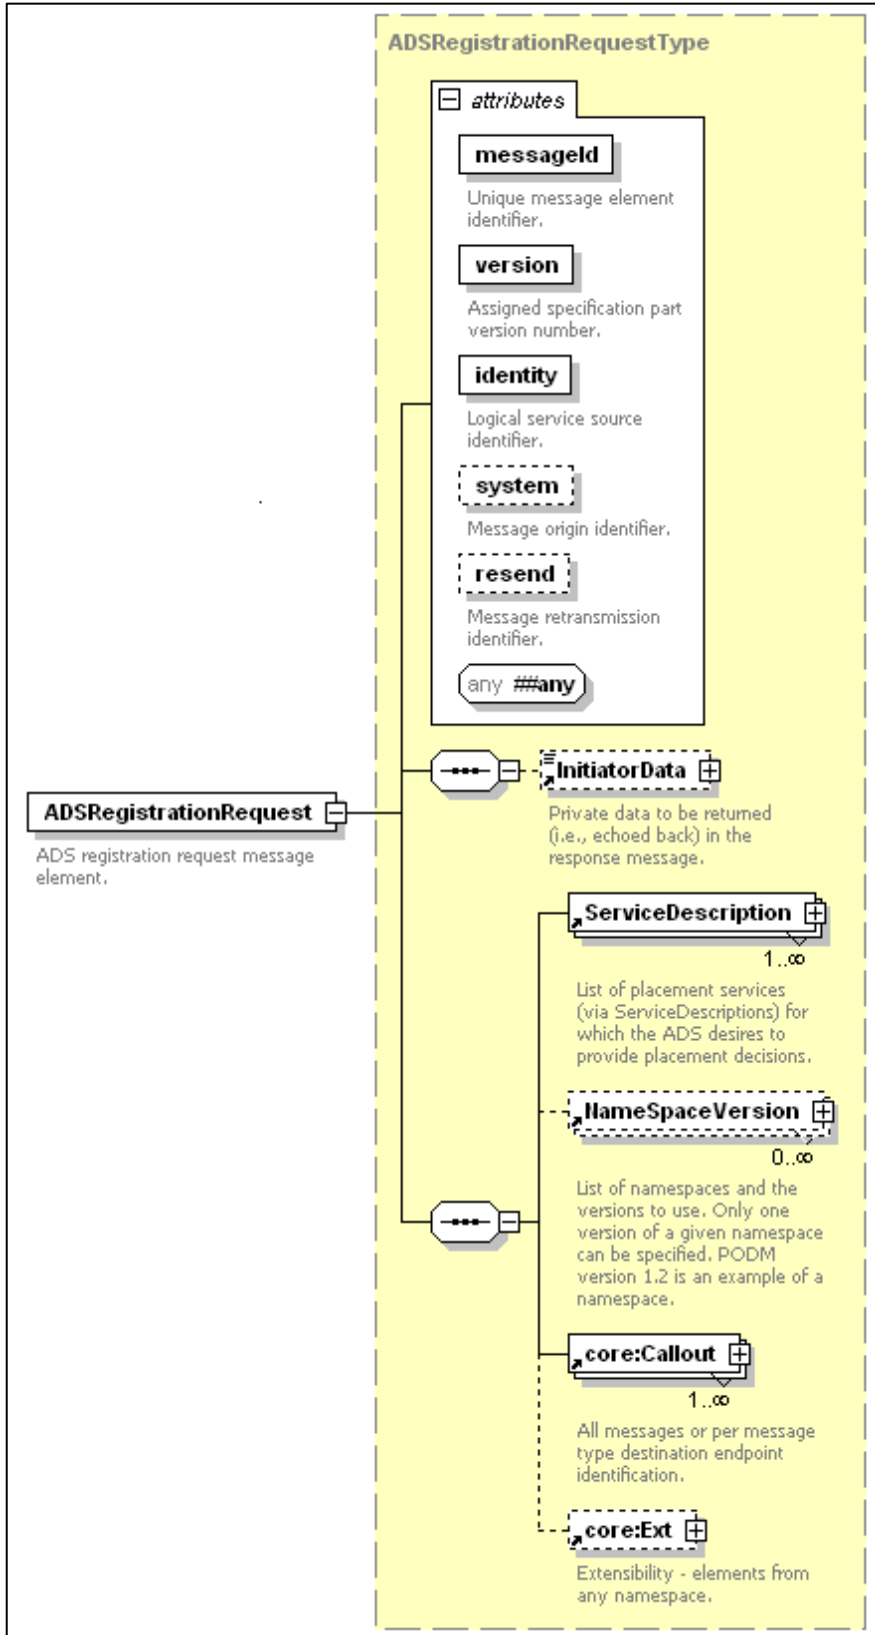 ADSRegistrationRequestType
attributes
messageId
Unique message element
identifier.
version
Assigned specification part
version number.
identity
Logical service source
identifier.
system
Message origin identifier.
resend
Message retransmission
identifier.
any ##any
InitiatorData
Private data to be returned
(i.e., echoed back) in the
response message.
ADSRegistrationRequest
ADS registration request message
element.
ServiceDescription
1..∞
List of placement services
(via ServiceDescriptions) for
which the ADS desires to
provide placement decisions.
NameSpaceVersion
0..∞
List of namespaces and the
versions to use. Only one
version of a given namespace
can be specified. PODM
version 1.2 is an example of a
namespace.
core:Callout
1..∞
All messages or per message
type destination endpoint
identification.
core:Ext
Extensibility - elements from
any namespace.